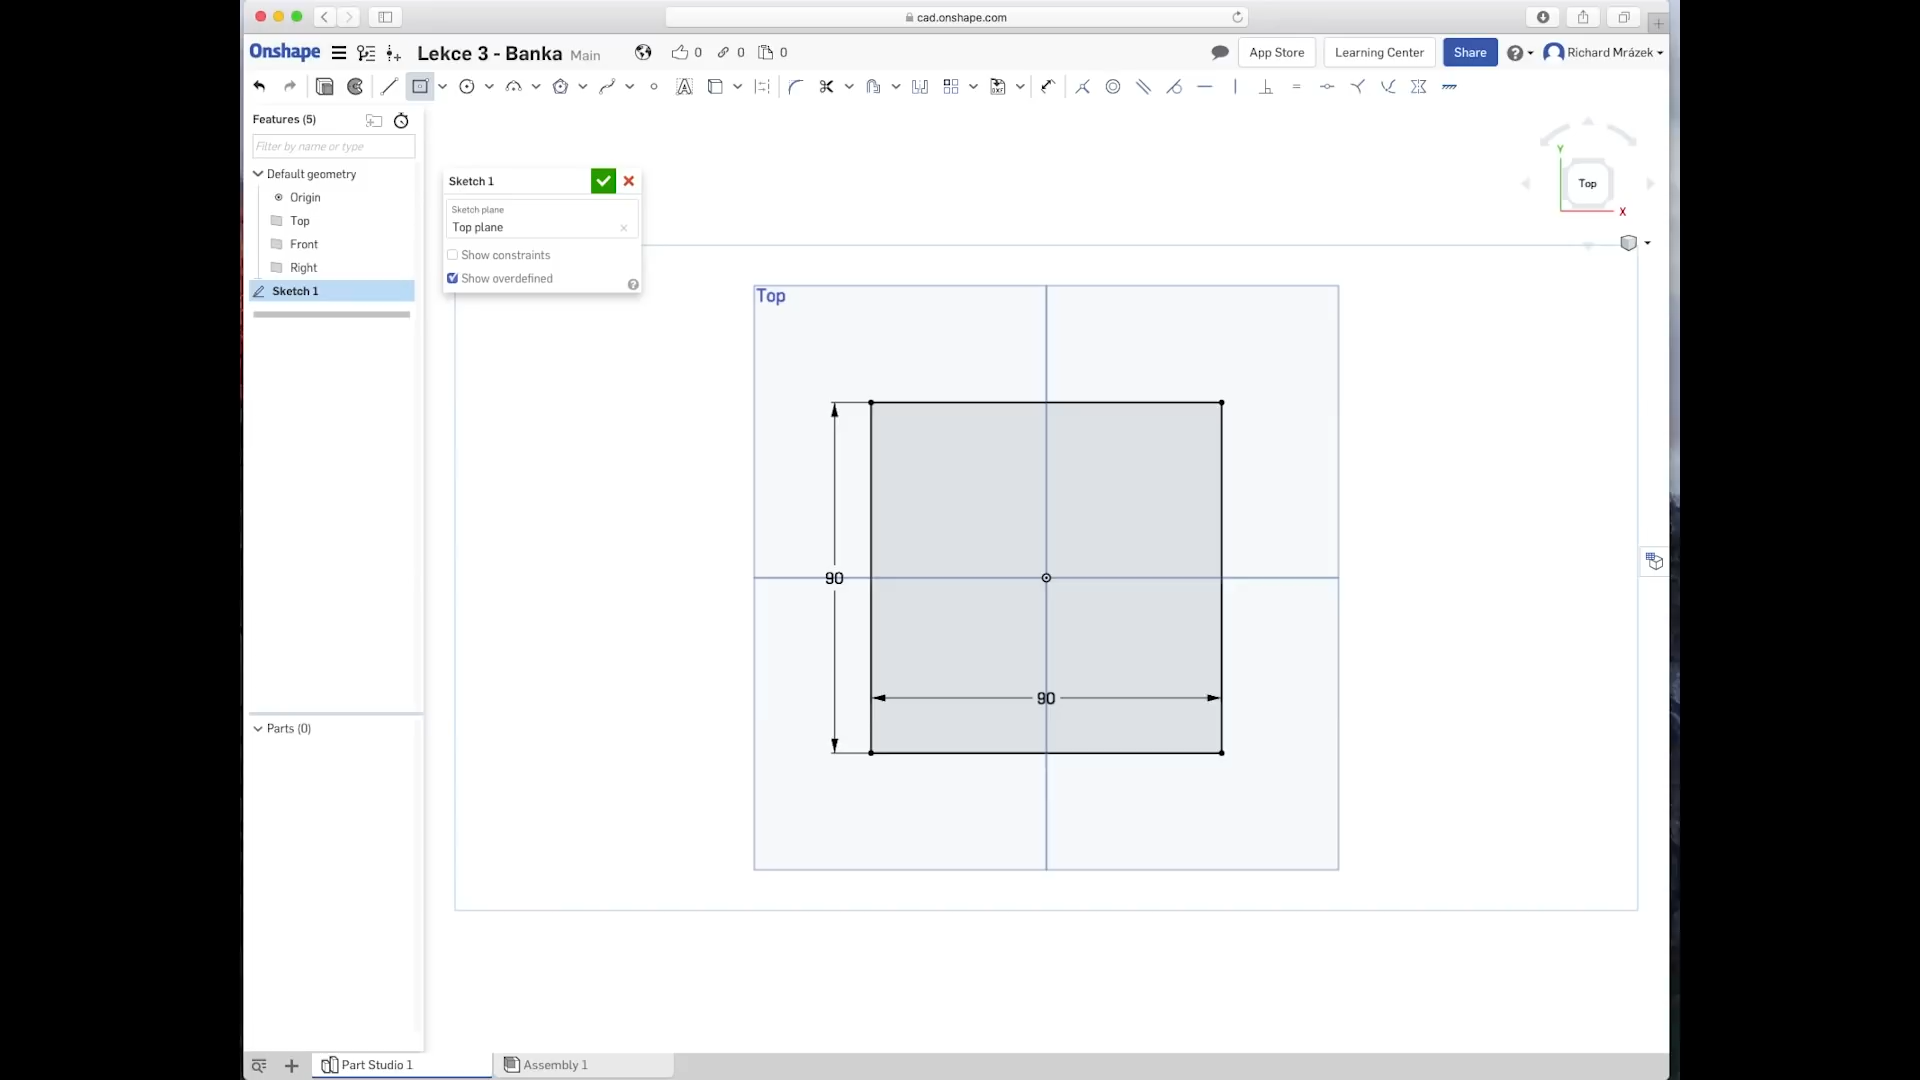 cad.onshape.com
Onshape Lekce 3 - Banka Main 0 0 0 App Store Learning Center Share Richard Mrázek
Features (5)
Filter by name or type
Default geometry
Origin
Top
Front
Right
Sketch 1
Parts (0)
Sketch 1
Sketch plane
Top plane
Show constraints
Show overdefined
Top
90
90
Y
Top
X
Part Studio 1 Assembly 1